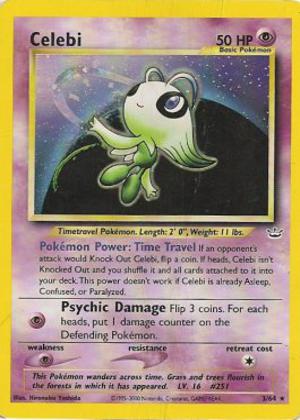 Celebi
50 HP
Basic Pokémon
Timetravel Pokémon. Length: 2' 0", Weight: 11 lbs.
Pokémon Power: Time Travel If an opponent's
attack would Knock Out Celebi, flip a coin. If heads, Celebi isn't
Knocked Out and you shuffle it and all cards attached to it into
your deck. This power doesn't work if Celebi is already Asleep,
Confused, or Paralyzed.
Psychic Damage Flip 3 coins. For each
heads, put 1 damage counter on the
Defending Pokémon.
weakness resistance retreat cost
This Pokémon wanders across time. Grass and trees flourish
in the forests in which it has appeared. LV. 16 #251
Illus. Hironobu Yoshida
©1995-2000 Nintendo, Creatures, GAMEFREAK.
3/64 ★